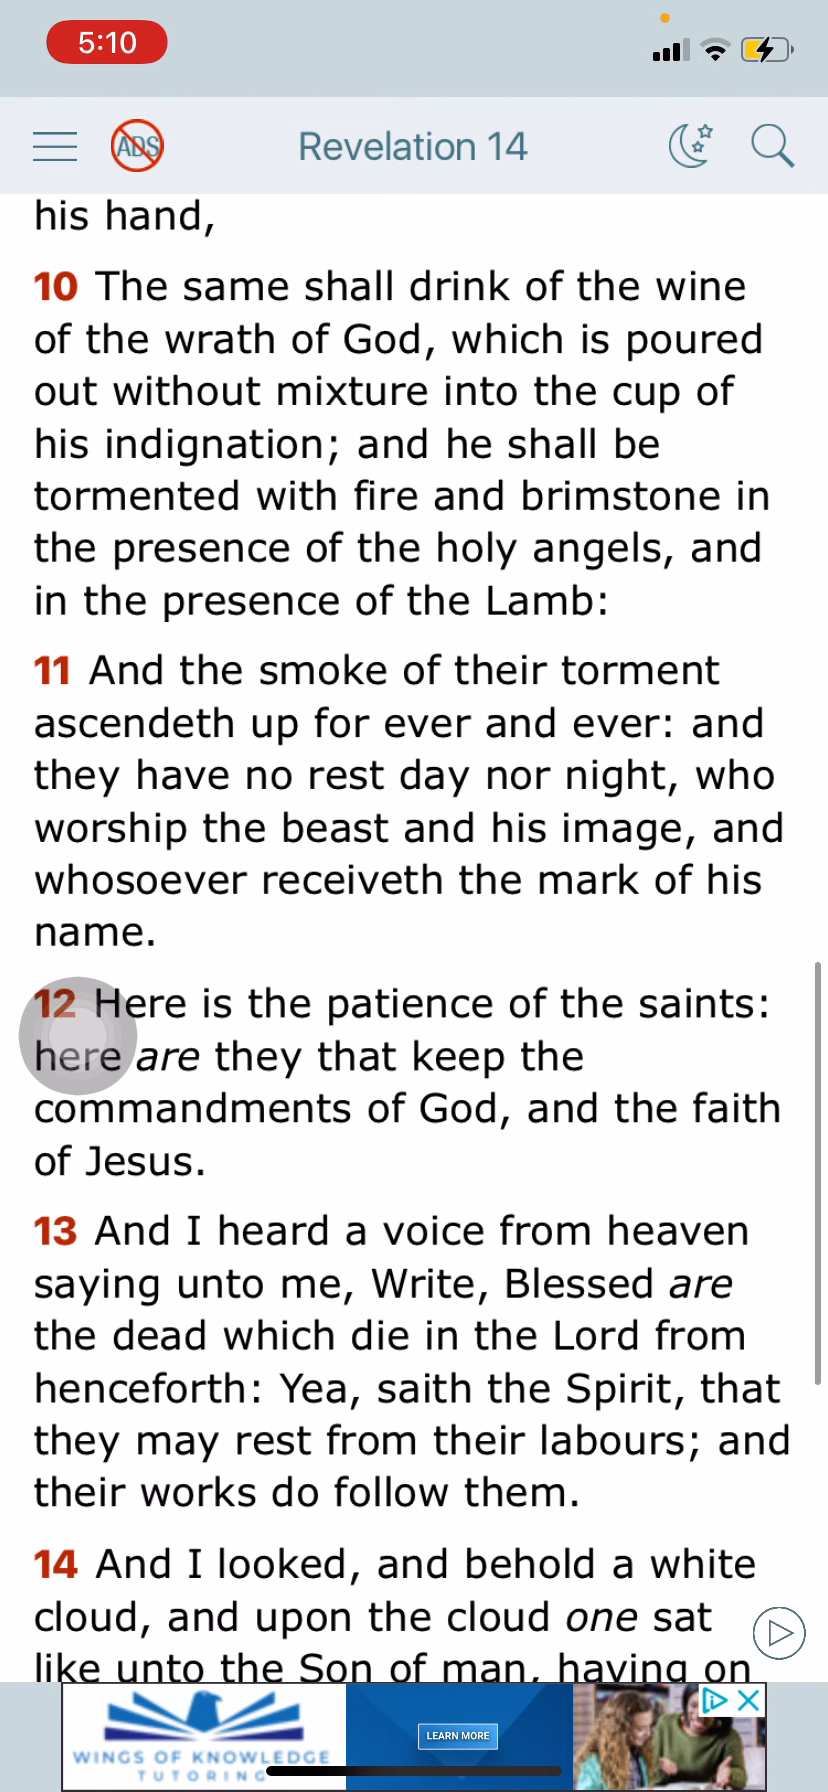 5:10
ADS
Revelation 14
his hand,
10 The same shall drink of the wine
of the wrath of God, which is poured
out without mixture into the cup of
his indignation; and he shall be
tormented with fire and brimstone in
the presence of the holy angels, and
in the presence of the Lamb:
11 And the smoke of their torment
ascendeth up for ever and ever: and
they have no rest day nor night, who
worship the beast and his image, and
whosoever receiveth the mark of his
name.
12 Here is the patience of the saints:
here are they that keep the
commandments of God, and the faith
of Jesus.
13 And I heard a voice from heaven
saying unto me, Write, Blessed are
the dead which die in the Lord from
henceforth: Yea, saith the Spirit, that
they may rest from their labours; and
their works do follow them.
14 And I looked, and behold a white
cloud, and upon the cloud one sat
like unto the Son of man, having on
WINGS OF KNOWLEDGE
TUTORING
LEARN MORE